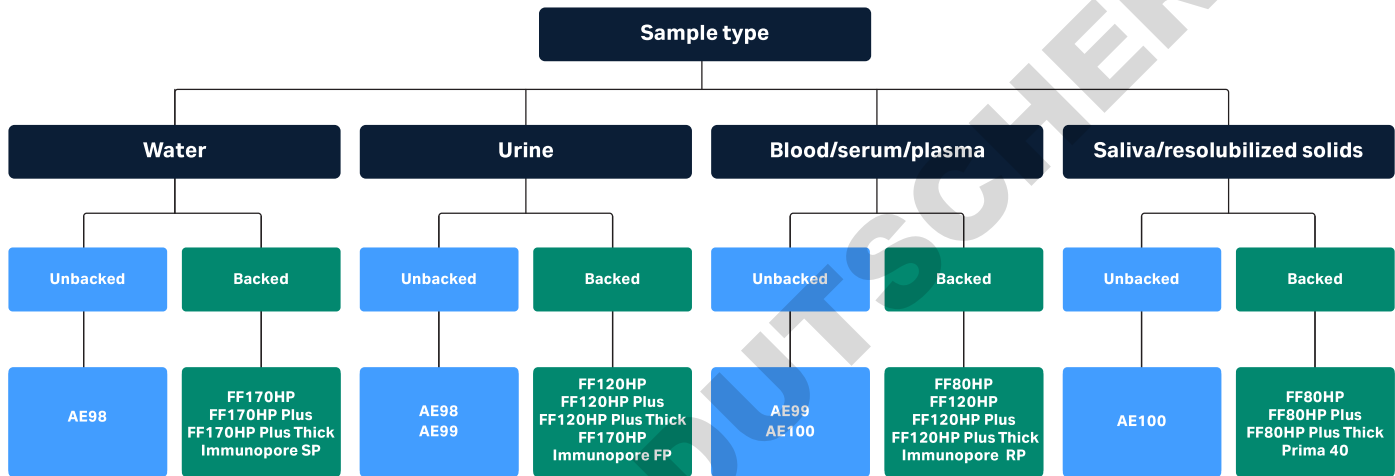 Sample type
Water
Urine
Blood/serum/plasma
Saliva/resolubilized solids
Unbacked
Backed
Unbacked
Backed
Unbacked
Backed
Unbacked
Backed
AE98
FF170HP
FF170HP Plus
FF170HP Plus Thick
Immunopore SP
AE98
AE99
FF120HP
FF120HP Plus
FF120HP Plus Thick
FF170HP
Immunopore FP
AE99
AE100
FF80HP
FF120HP
FF120HP Plus
FF120HP Plus Thick
Immunopore RP
AE100
FF80HP
FF80HP Plus
FF80HP Plus Thick
Prima 40
DUTSCHER